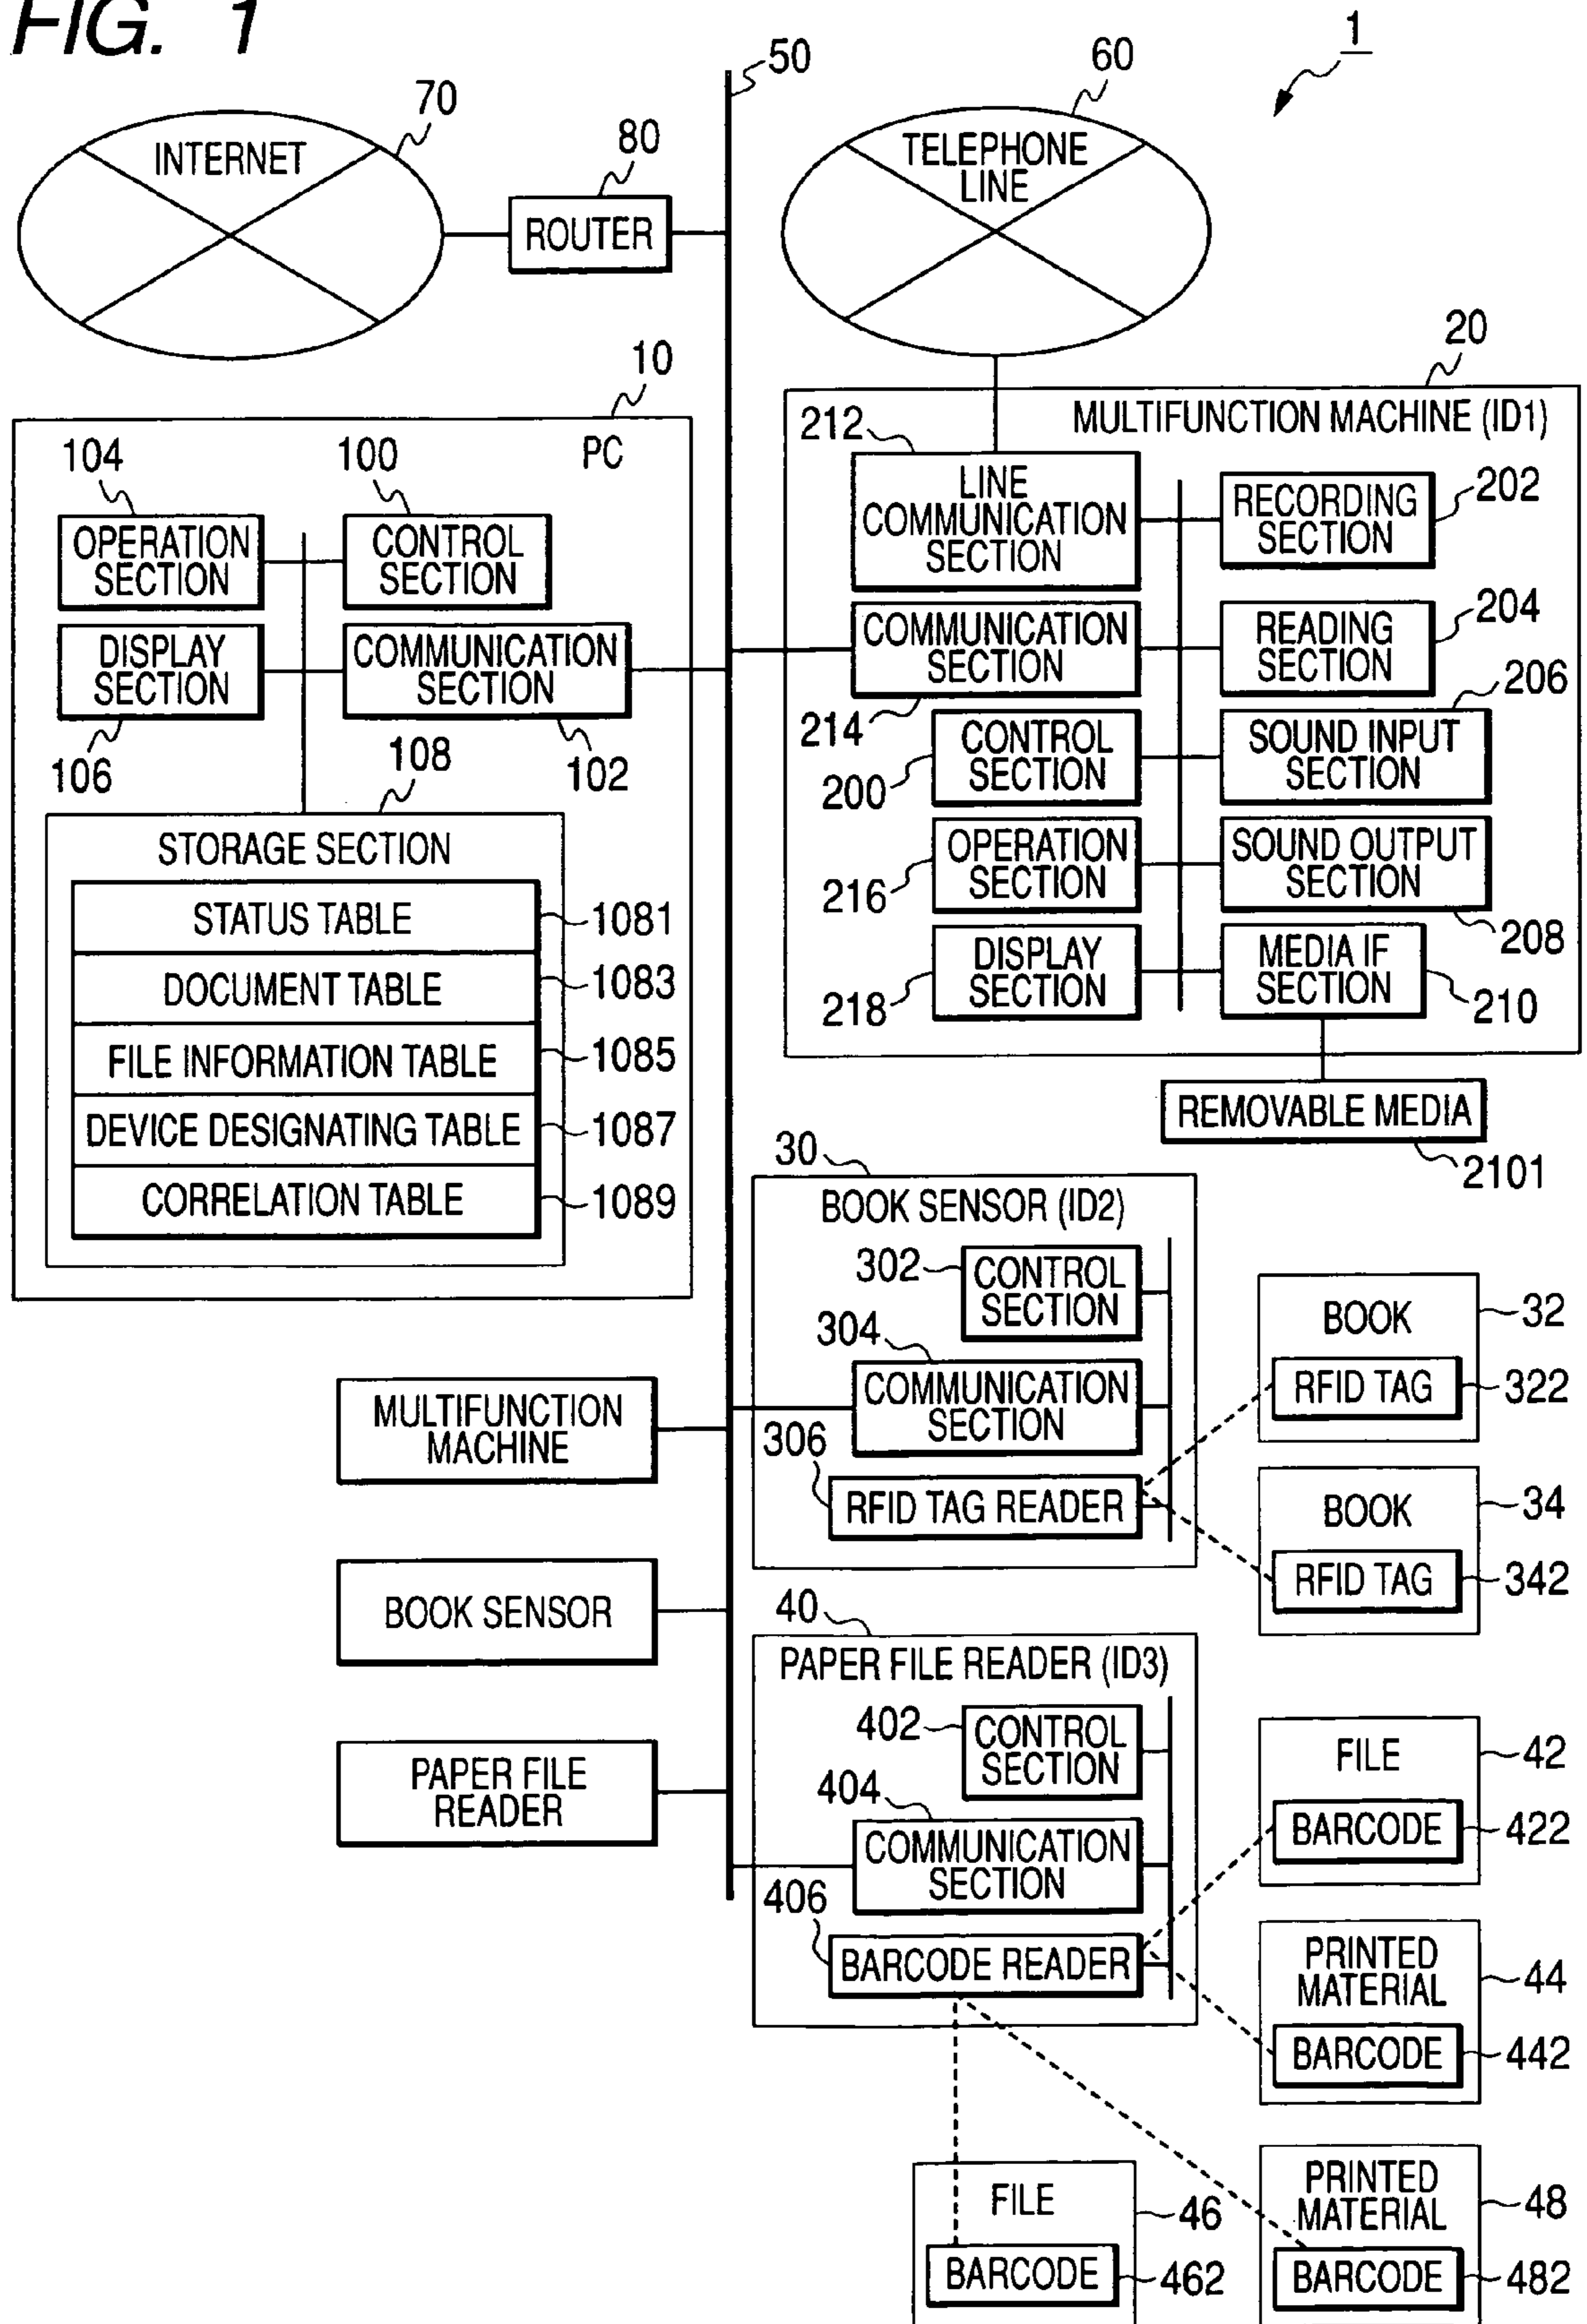 FIG. 1
1
50
60
70
INTERNET
80
ROUTER
TELEPHONE
LINE
10
PC
104
100
OPERATION
SECTION
CONTROL
SECTION
DISPLAY
SECTION
COMMUNICATION
SECTION
106
102
108
STORAGE SECTION
STATUS TABLE
1081
DOCUMENT TABLE
1083
FILE INFORMATION TABLE
1085
DEVICE DESIGNATING TABLE
1087
CORRELATION TABLE
1089
20
MULTIFUNCTION MACHINE (ID1)
212
LINE
COMMUNICATION
SECTION
RECORDING
SECTION
202
COMMUNICATION
SECTION
214
READING
SECTION
204
206
CONTROL
SECTION
200
SOUND INPUT
SECTION
OPERATION
SECTION
216
SOUND OUTPUT
SECTION
208
DISPLAY
SECTION
218
MEDIA IF
SECTION
210
REMOVABLE MEDIA
2101
30
BOOK SENSOR (ID2)
302
CONTROL
SECTION
304
COMMUNICATION
SECTION
306
RFID TAG READER
BOOK
32
RFID TAG
322
BOOK
34
RFID TAG
342
MULTIFUNCTION
MACHINE
BOOK SENSOR
PAPER FILE
READER
40
PAPER FILE READER (ID3)
402
CONTROL
SECTION
404
COMMUNICATION
SECTION
406
BARCODE READER
FILE
42
BARCODE
422
PRINTED
MATERIAL
44
BARCODE
442
FILE
46
BARCODE
462
PRINTED
MATERIAL
48
BARCODE
482